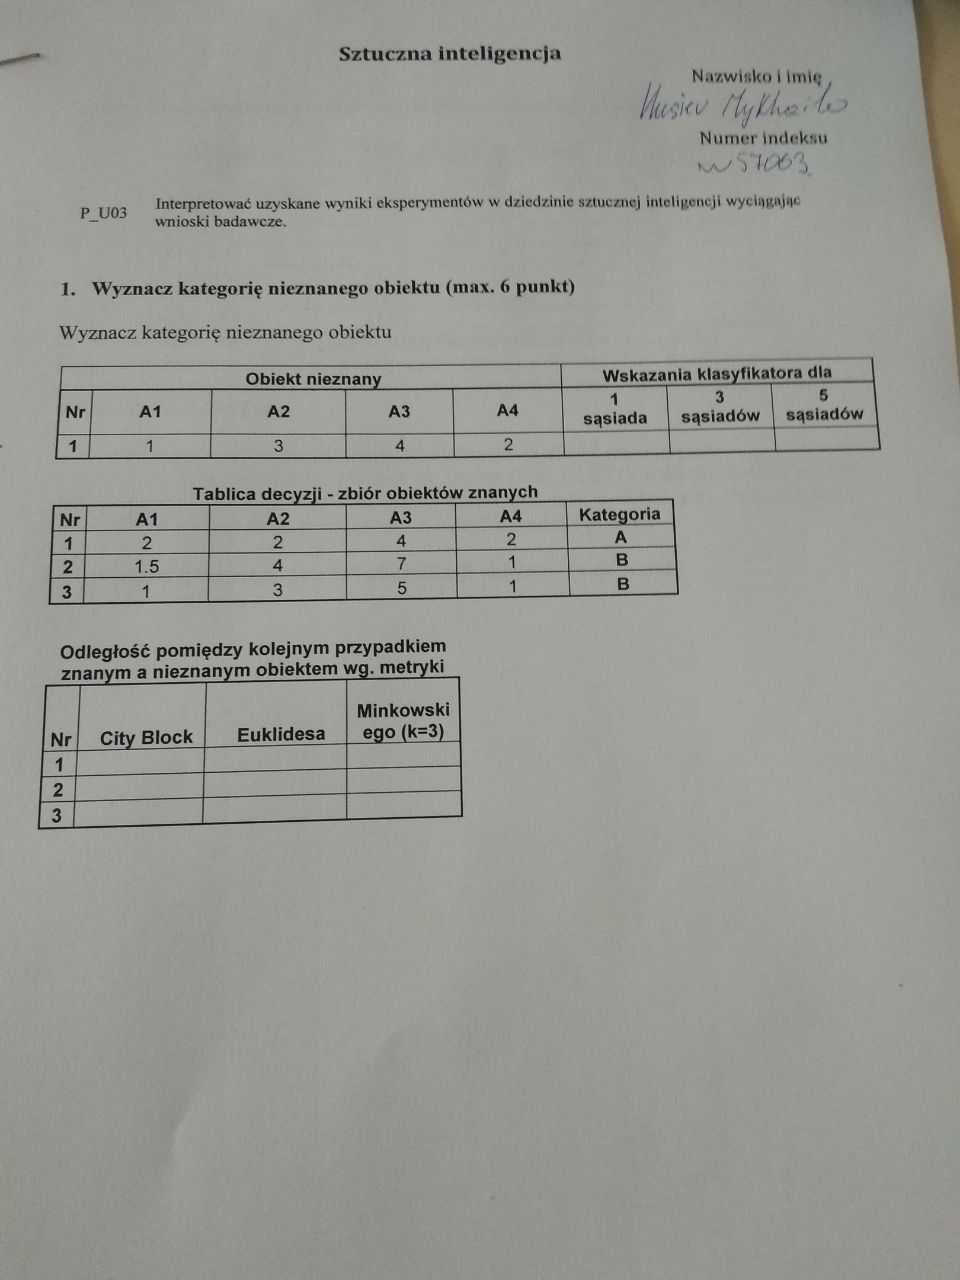 Sztuczna inteligencja
Nazwisko i imię
Mykhailo
Numer indeksu
w57063
P_U03 Interpretować uzyskane wyniki eksperymentów w dziedzinie sztucznej inteligencji wyciągając
wnioski badawcze.
1. Wyznacz kategorię nieznanego obiektu (max. 6 punkt)
Wyznacz kategorię nieznanego obiektu
Obiekt nieznany Wskazania klasyfikatora dla
Nr A1 A2 A3 A4 1 sąsiada 3 sąsiadów 5 sąsiadów
1 1 3 4 2
Tablica decyzji - zbiór obiektów znanych
Nr A1 A2 A3 A4 Kategoria
1 2 2 4 2 A
2 1.5 4 7 1 B
3 1 3 5 1 B
Odległość pomiędzy kolejnym przypadkiem
znanym a nieznanym obiektem wg. metryki
Nr City Block Euklidesa Minkowski ego (k=3)
1
2
3